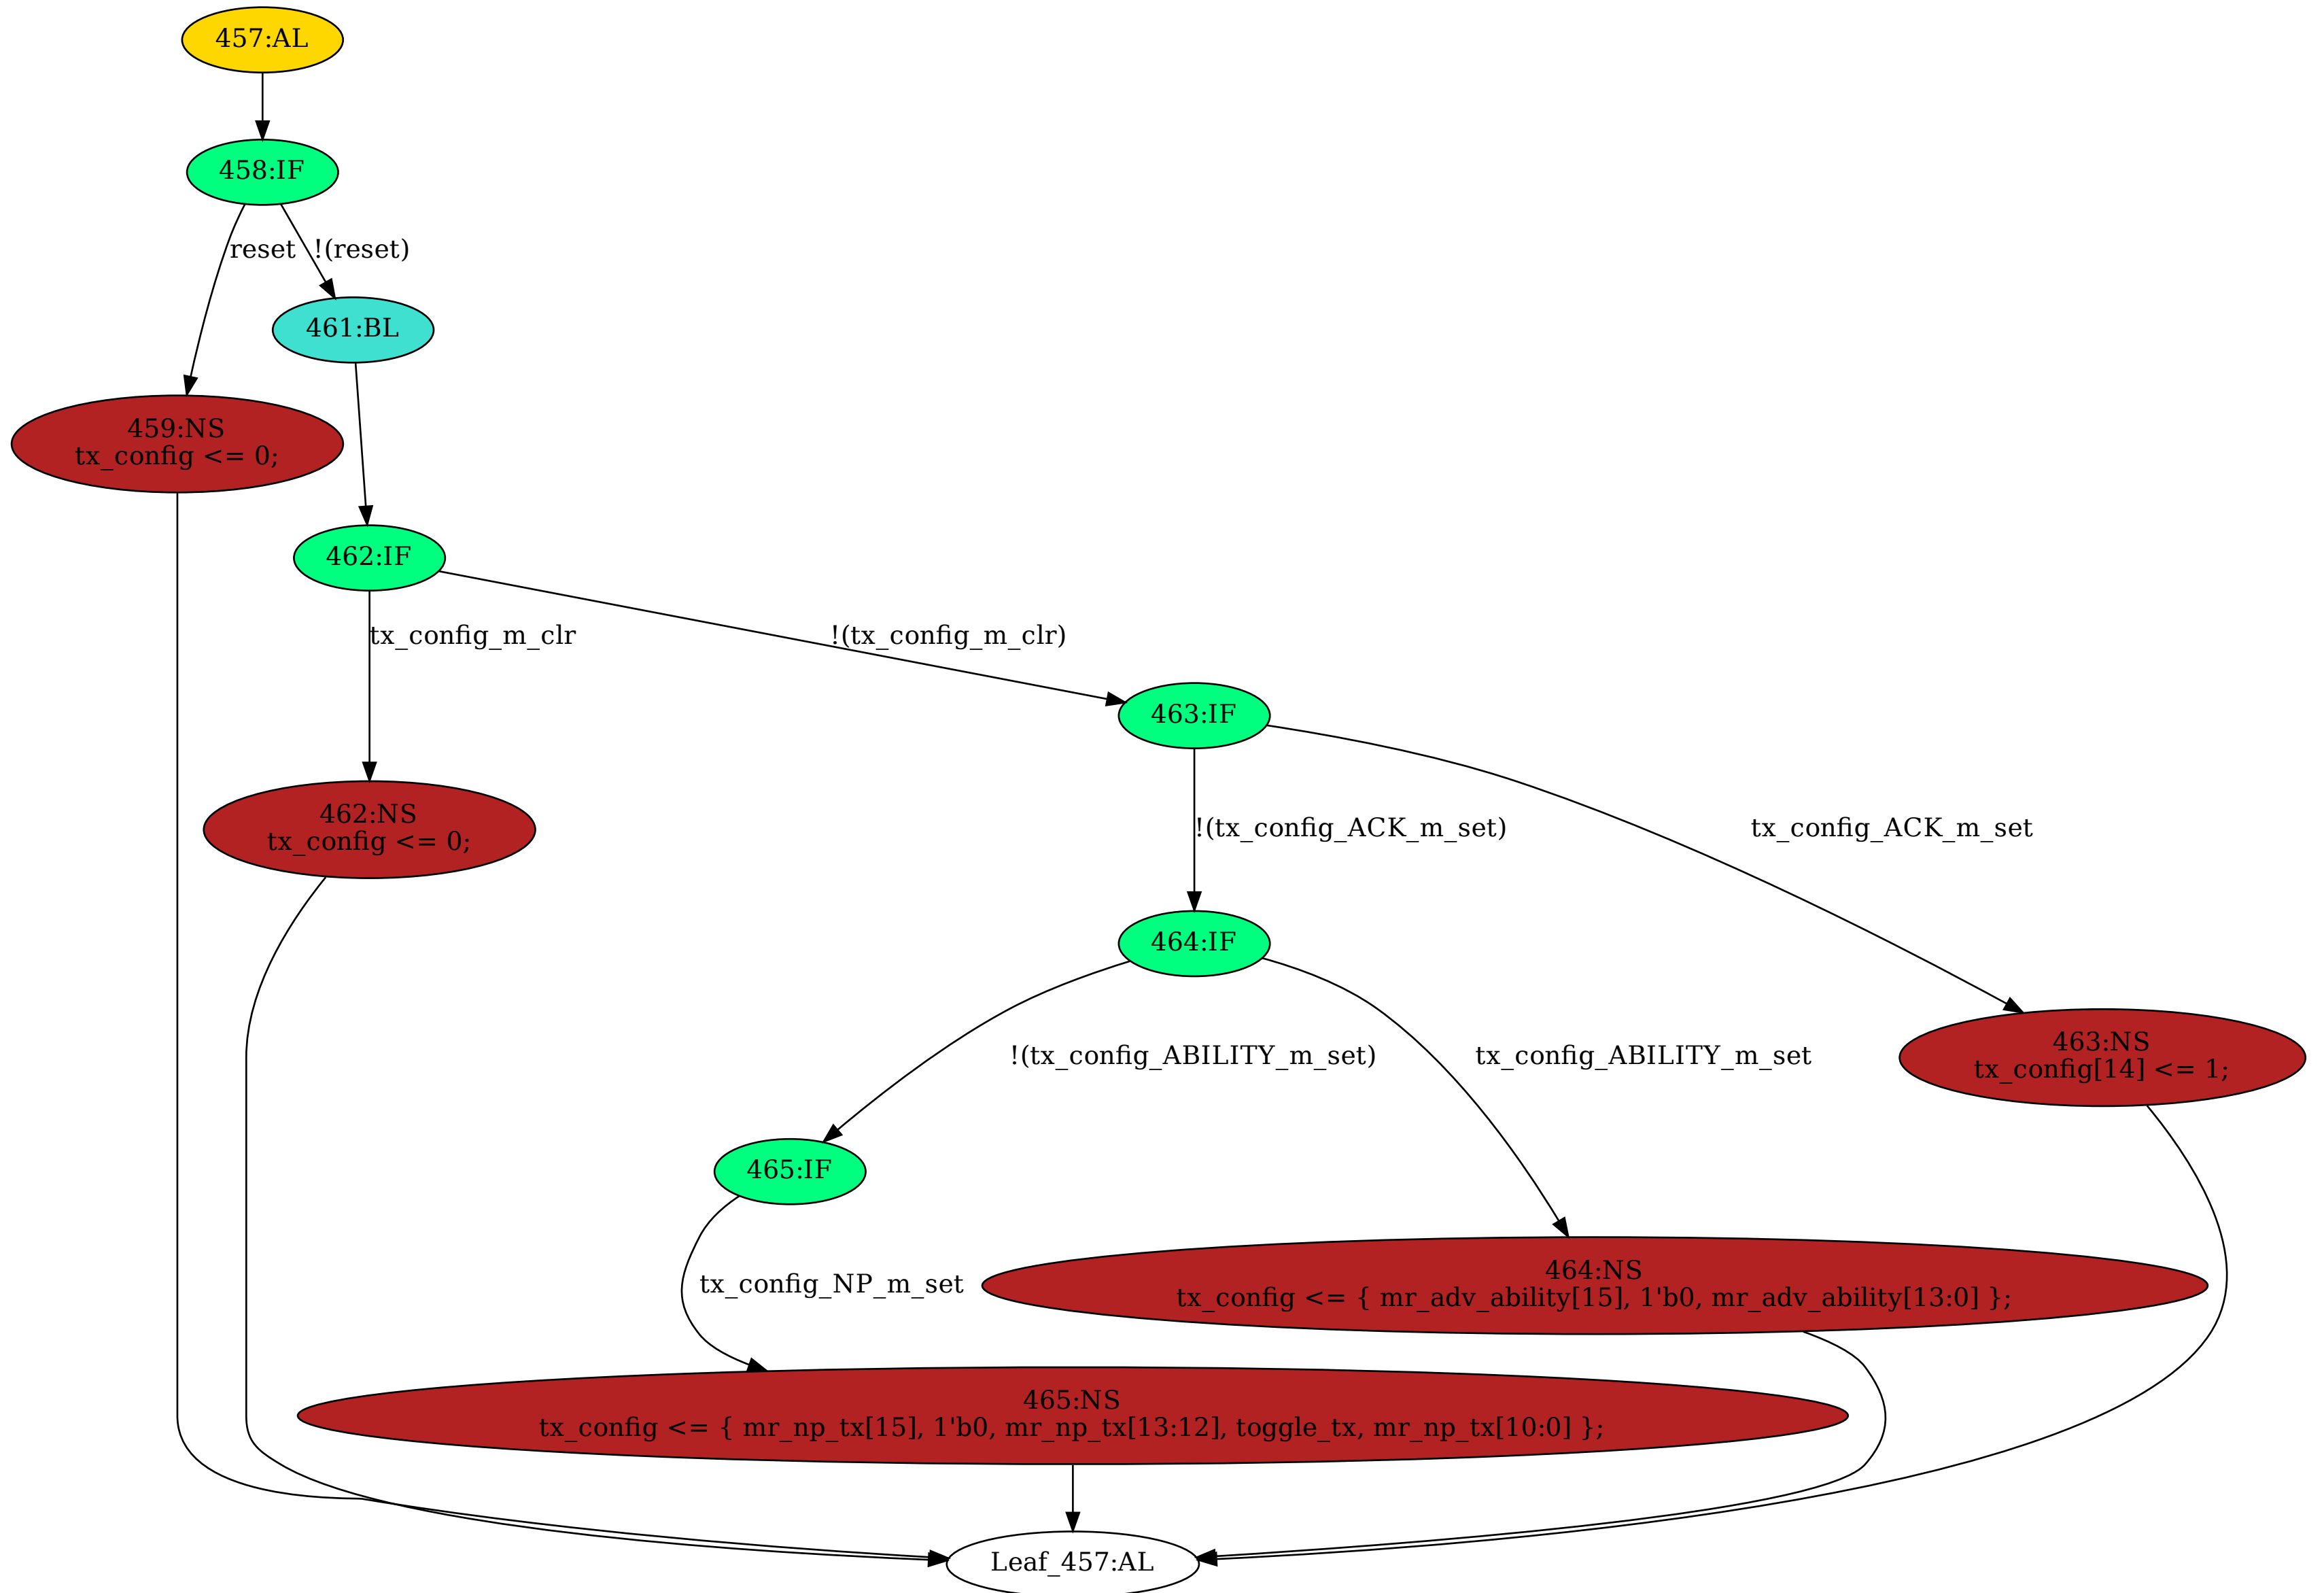 457:AL
458:IF
reset
!(reset)
461:BL
459:NS
tx_config <= 0;
462:IF
tx_config_m_clr
!(tx_config_m_clr)
463:IF
462:NS
tx_config <= 0;
!(tx_config_ACK_m_set)
tx_config_ACK_m_set
464:IF
463:NS
tx_config[14] <= 1;
!(tx_config_ABILITY_m_set)
tx_config_ABILITY_m_set
465:IF
tx_config_NP_m_set
464:NS
tx_config <= { mr_adv_ability[15], 1'b0, mr_adv_ability[13:0] };
465:NS
tx_config <= { mr_np_tx[15], 1'b0, mr_np_tx[13:12], toggle_tx, mr_np_tx[10:0] };
Leaf_457:AL